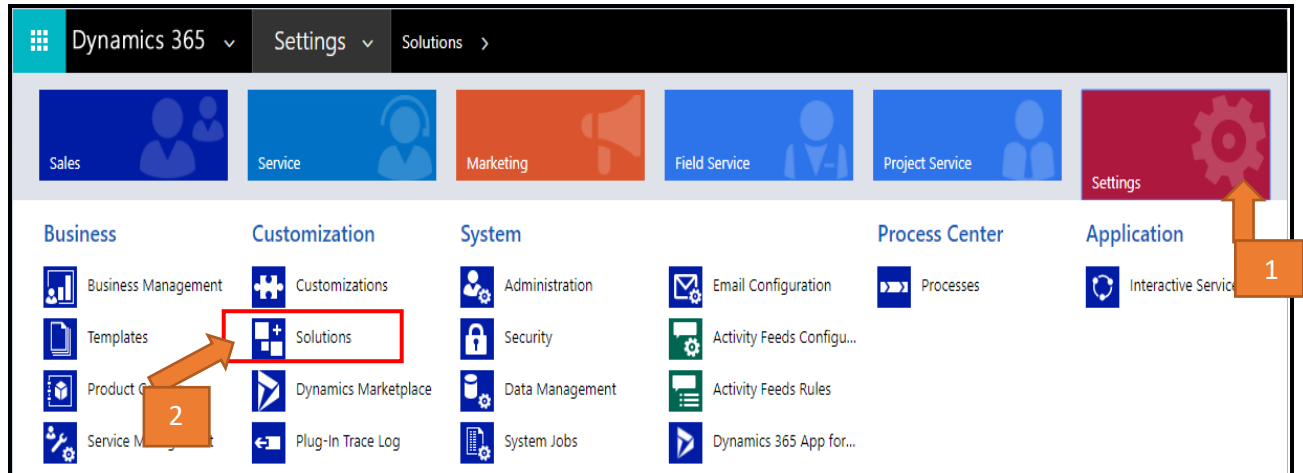 Dynamics 365 Settings Solutions
Sales Service Marketing Field Service Project Service Settings
Business Customization System Process Center Application
Business Management Customizations Administration Email Configuration Processes Interactive Service
1
Templates Solutions Security Activity Feeds Configu...
Product Dynamics Marketplace Data Management Activity Feeds Rules
2
Service Plug-In Trace Log System Jobs Dynamics 365 App for...